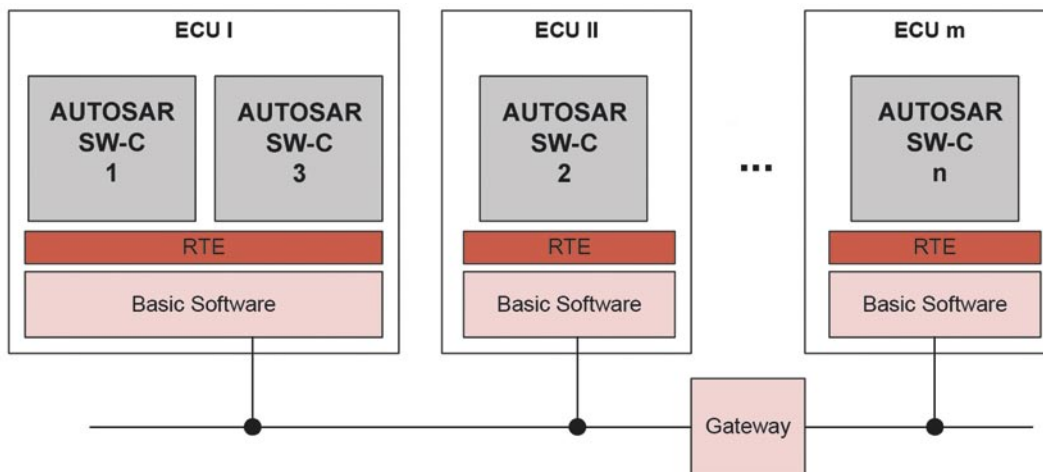 ECU I
AUTOSAR
SW-C
1
AUTOSAR
SW-C
3
RTE
Basic Software
ECU II
AUTOSAR
SW-C
2
RTE
Basic Software
...
ECU m
AUTOSAR
SW-C
n
RTE
Basic Software
Gateway